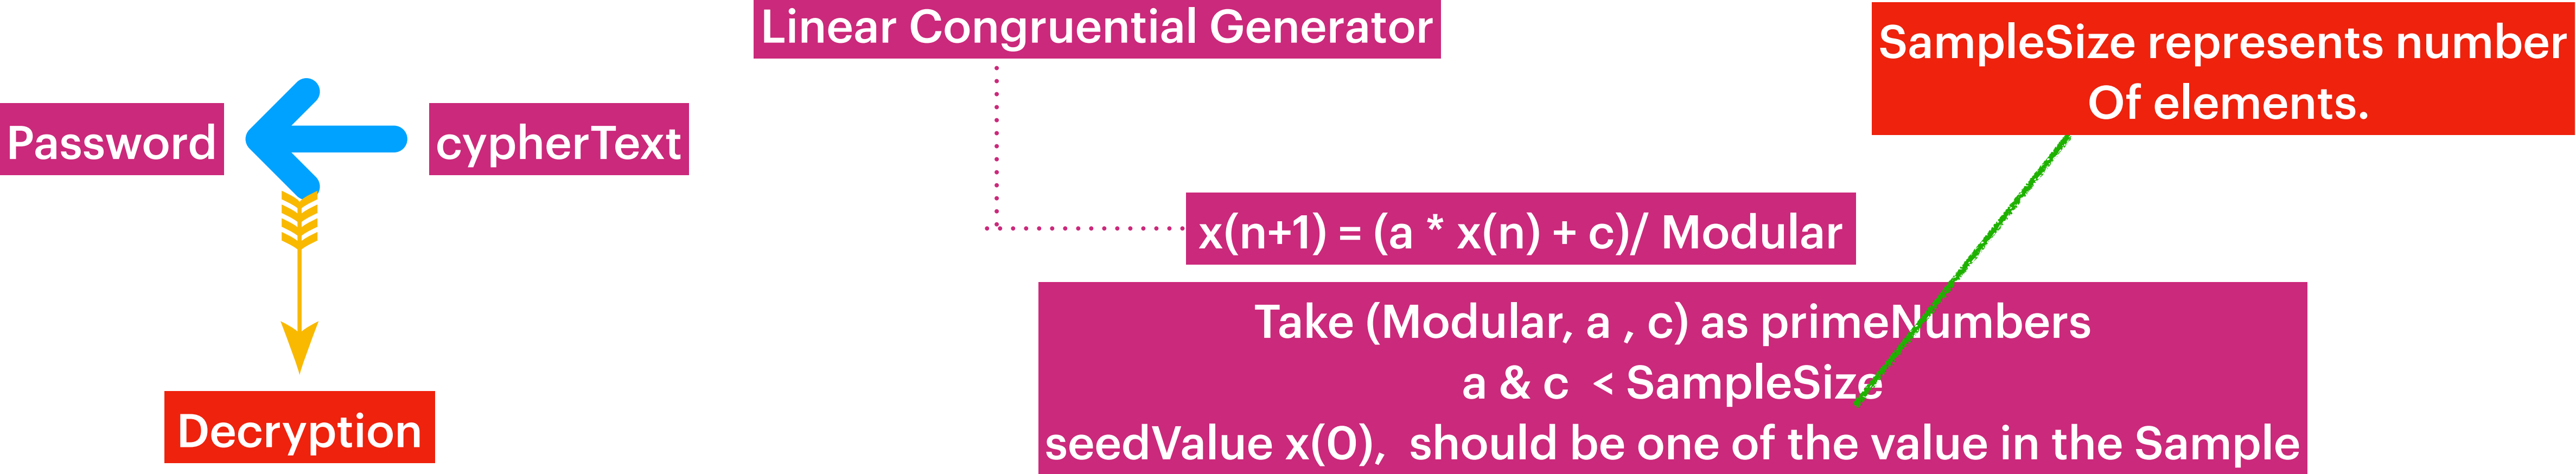 Password
cypherText
Decryption
Linear Congruential Generator
x(n+1) = (a * x(n) + c)/ Modular
Take (Modular, a , c) as primeNumbers
a & c  < SampleSize
seedValue x(0),  should be one of the value in the Sample
SampleSize represents number
Of elements.